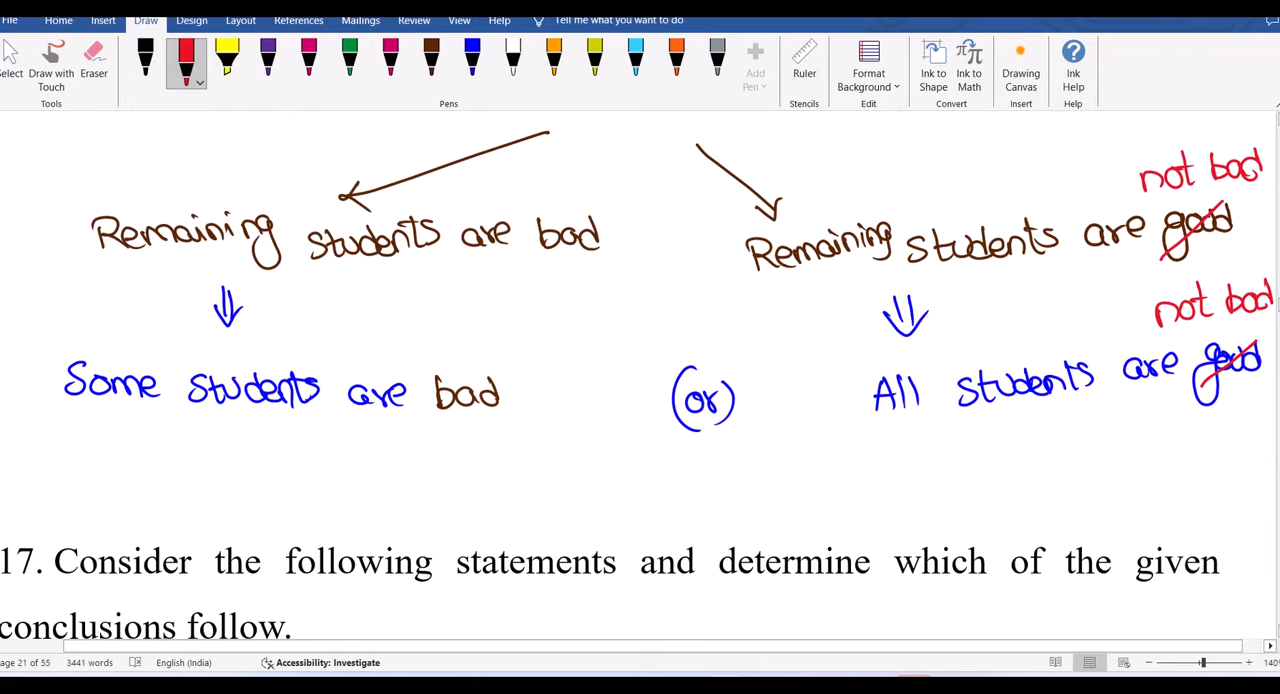 File Home Insert Draw Design Layout References Mailings Review View Help Tell me what you want to do
Select Draw with Touch Eraser Add Pen Ruler Format Background Ink to Shape Ink to Math Drawing Canvas Ink Help
Tools Pens Stencils Edit Convert Insert Help
not bad
Remaining students are bad Remaining students are good
not bad
Some students are bad (or) All students are good
17. Consider the following statements and determine which of the given
conclusions follow.
Page 21 of 55 3441 words English (India) Accessibility: Investigate 140%